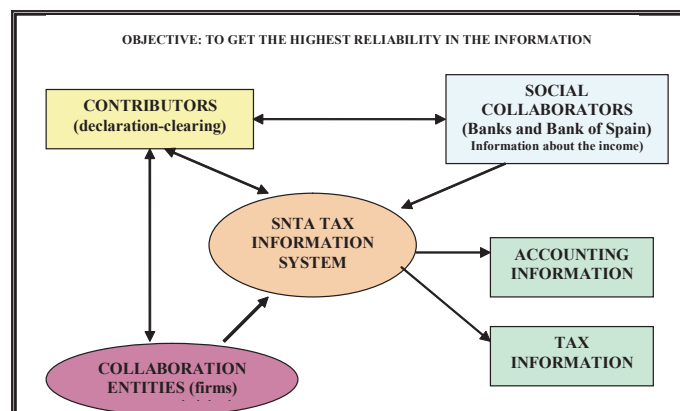 OBJECTIVE: TO GET THE HIGHEST RELIABILITY IN THE INFORMATION
CONTRIBUTORS
(declaration-clearing)
SOCIAL
COLLABORATORS
(Banks and Bank of Spain)
Information about the income)
SNTA TAX
INFORMATION
SYSTEM
ACCOUNTING
INFORMATION
TAX
INFORMATION
COLLABORATION
ENTITIES (firms)